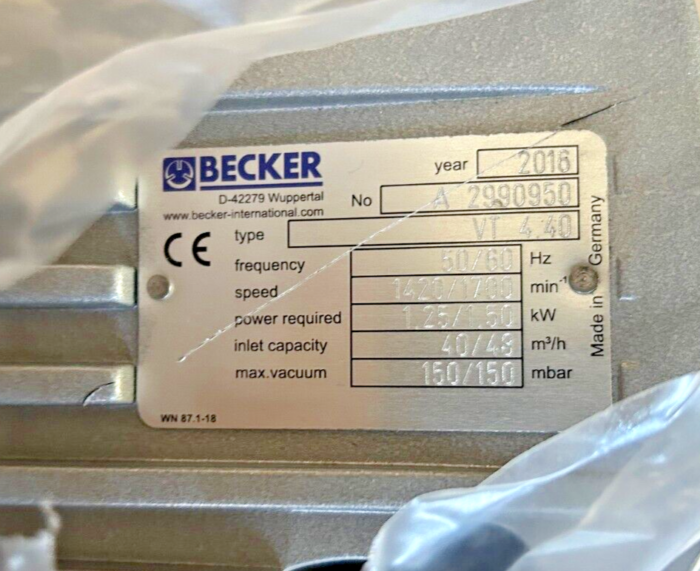 BECKER
year 2016
D-42279 Wuppertal
No A 2990950
www.becker-international.com
CE type VT 4.40
frequency 50/60 Hz
speed 1420/1700 min⁻¹
power required 1.25/1.50 kW
inlet capacity 40/48 m³/h
max.vacuum 150/150 mbar
WN 87.1-18
Made in Germany